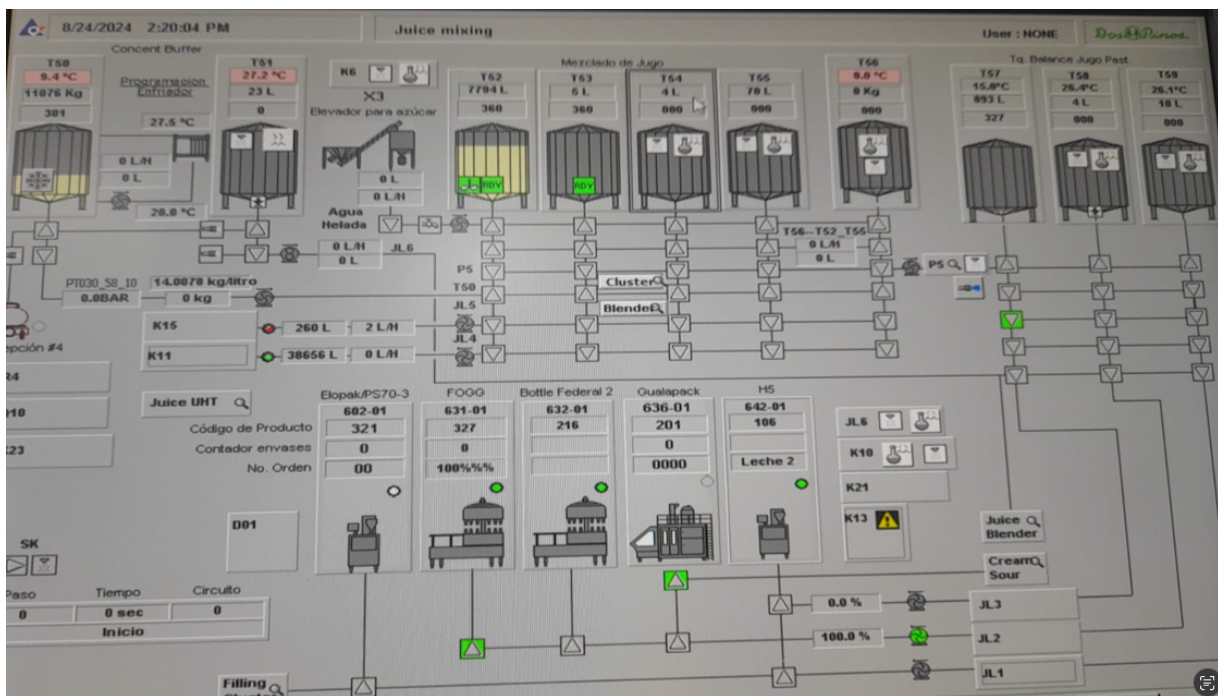 8/24/2024 2:20:04 PM
Juice mixing
User : NONE
Dos Pinos
Concent Buffer
T50
9.4 °C
11076 Kg
381
Programacion
Enfriador
27.5 °C
0 L/H
0 L
28.0 °C
T51
27.2 °C
23 L
0
K6
X3
Elevador para azúcar
0 L
0 L/H
Agua
Helada
0 L/H
0 L
JL6
Mezclado de Jugo
T52
7794 L
360
RDY
T53
5 L
360
RDY
T54
4 L
000
T55
70 L
000
T56
8.0 °C
0 Kg
000
T56--T52_T55
0 L/H
0 L
Tq. Balance Jugo Past.
T57
15.0°C
893 L
327
T58
26.4°C
4 L
000
T59
26.1°C
10 L
000
P5
T50
JL5
JL4
Cluster
Blender
P5
PT030_58_10
0.0BAR
14.0078 kg/litro
0 kg
K15
260 L
2 L/H
K11
38656 L
0 L/H
epción #4
R4
H10
C23
Juice UHT
Código de Producto
Contador envases
No. Orden
Elopak/PS70-3
602-01
321
0
00
FOGG
631-01
327
0
100%%%
Bottle Federal 2
632-01
216
Gualapack
636-01
201
0
0000
H5
642-01
106
Leche 2
JL6
K10
K21
K13
D01
SK
Paso
Tiempo
Circuito
0
0 sec
0
Inicio
Juice
Blender
Cream
Sour
0.0 %
JL3
100.0 %
JL2
JL1
Filling